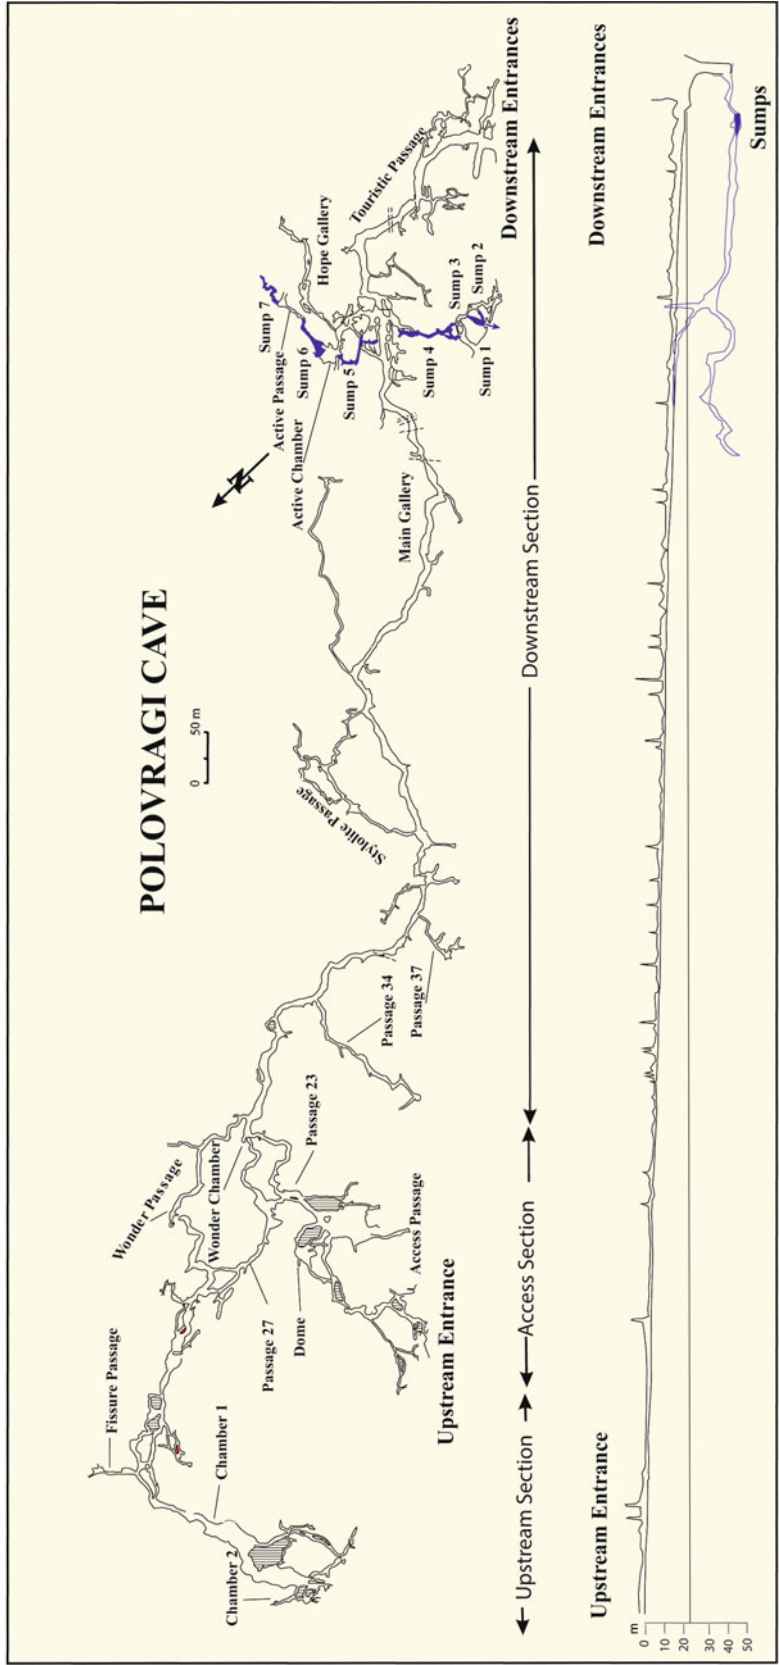 POLOVRAGI CAVE
0 50 m
N
Chamber 2
Chamber 1
Fissure Passage
Wonder Passage
Wonder Chamber
Passage 27
Dome
Access Passage
Passage 23
Upstream Entrance
Passage 34
Passage 37
Stylolite Passage
Main Gallery
Active Chamber
Active Passage
Sump 7
Sump 6
Sump 5
Sump 4
Sump 3
Sump 2
Sump 1
Hope Gallery
Touristic Passage
Downstream Entrances
Upstream Section
Access Section
Downstream Section
Upstream Entrance
Downstream Entrances
Sumps
m
0
10
20
30
40
50